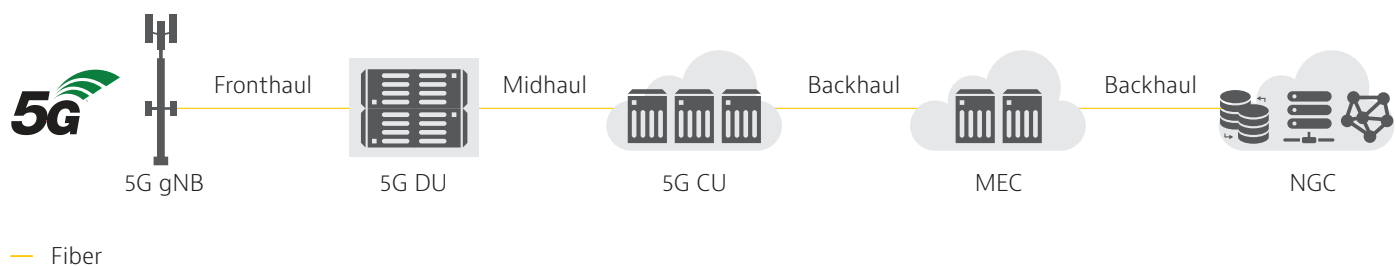 5G
Fronthaul
Midhaul
Backhaul
Backhaul
5G gNB
5G DU
5G CU
MEC
NGC
Fiber